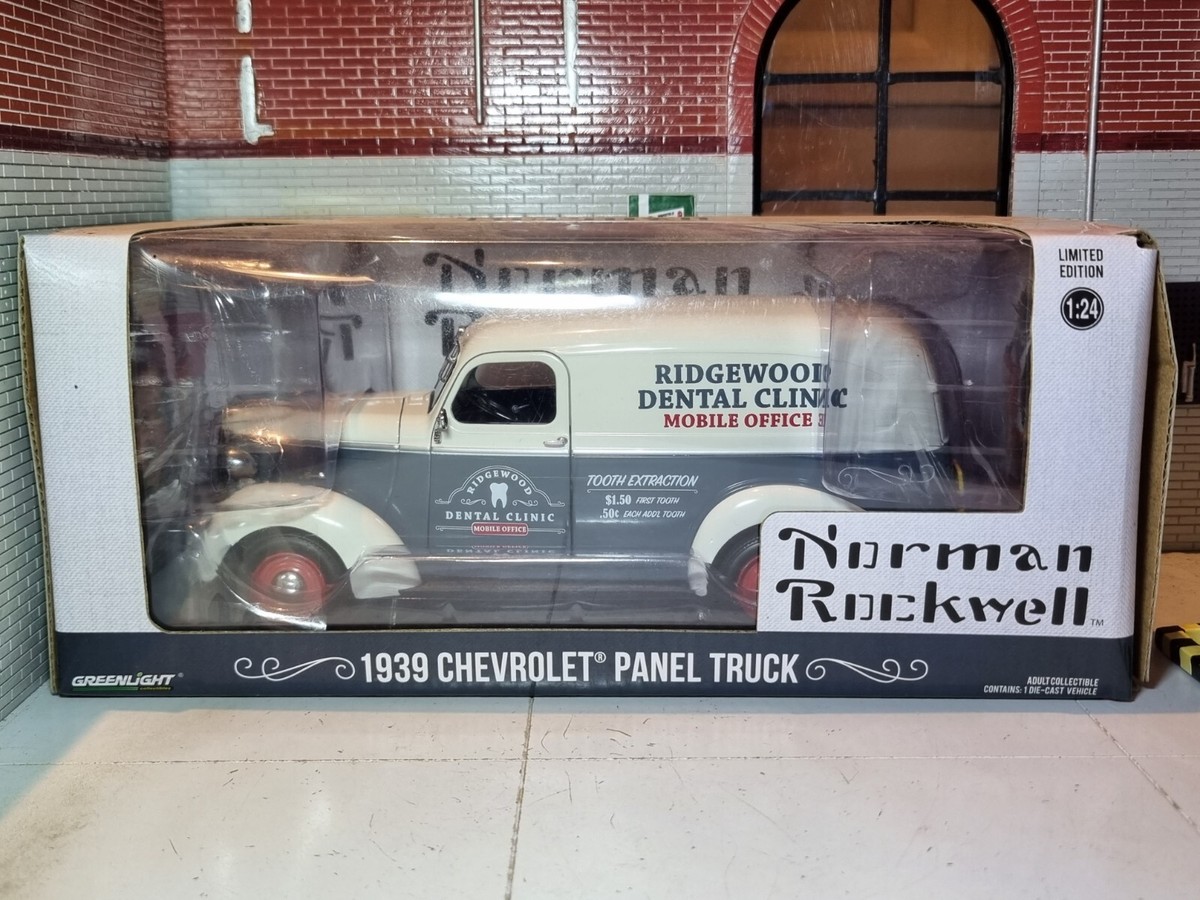 Norman
LIMITED
EDITION
1:24
RIDGEWOOD
DENTAL CLINIC
MOBILE OFFICE
RIDGEWOOD
DENTAL CLINIC
MOBILE OFFICE
TOOTH EXTRACTION
$1.50 FIRST TOOTH
.50¢ EACH ADD'L TOOTH
Norman
Rockwell™
1939 CHEVROLET® PANEL TRUCK
GREENLIGHT®
collectibles
ADULT COLLECTIBLE
CONTAINS: 1 DIE-CAST VEHICLE